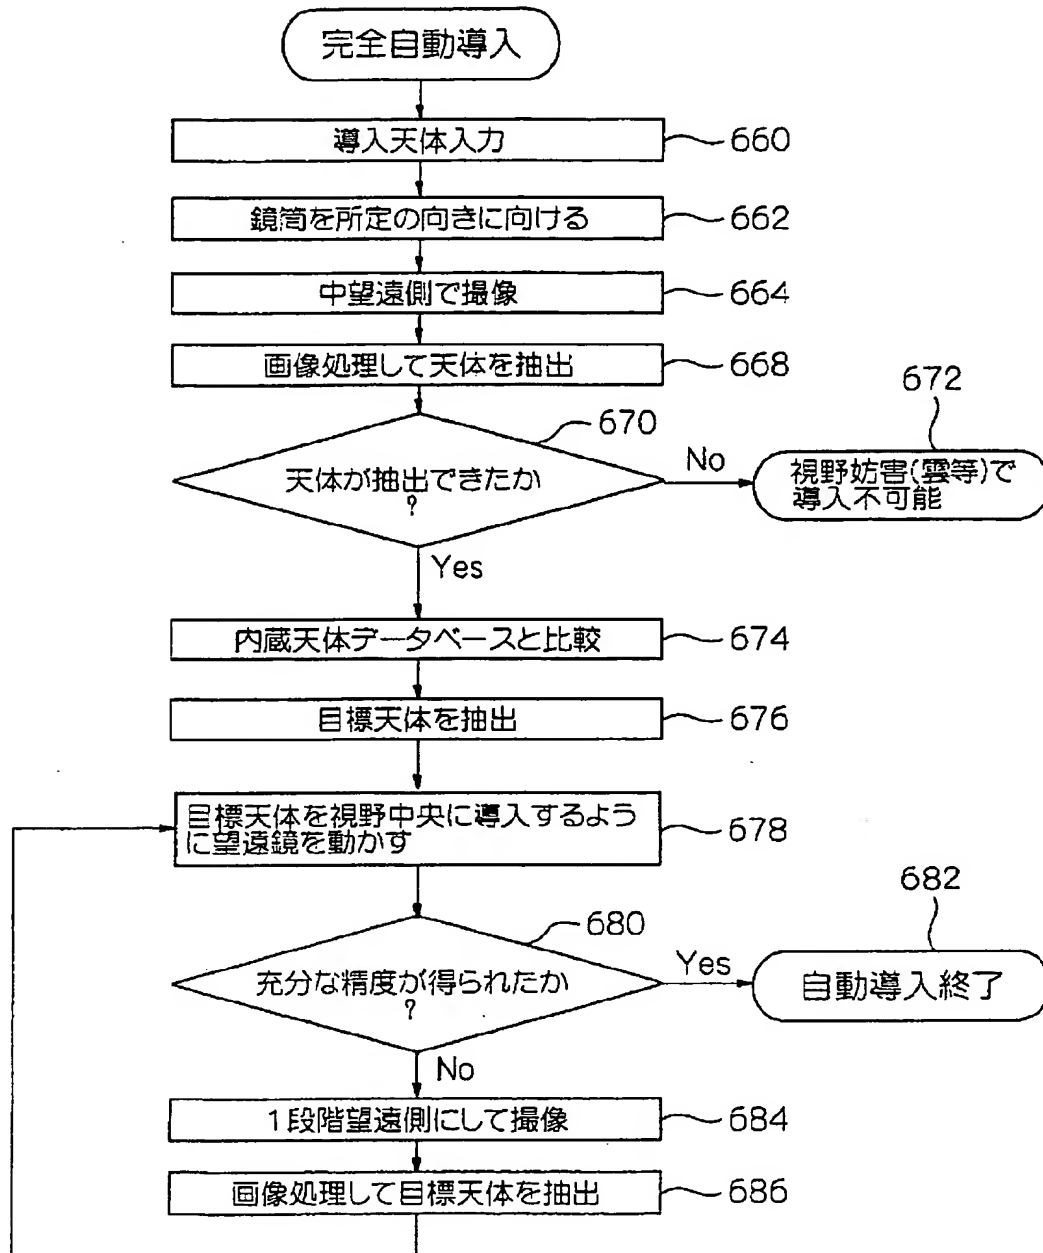 完全自動導入
導入天体入力
660
鏡筒を所定の向きに向ける
662
中望遠側で撮像
664
画像処理して天体を抽出
668
672
670
天体が抽出できたか
?
No
視野妨害(雲等)で
導入不可能
Yes
内蔵天体データベースと比較
674
目標天体を抽出
676
目標天体を視野中央に導入するよう
に望遠鏡を動かす
678
682
680
充分な精度が得られたか
?
Yes
自動導入終了
No
1段階望遠側にして撮像
684
画像処理して目標天体を抽出
686